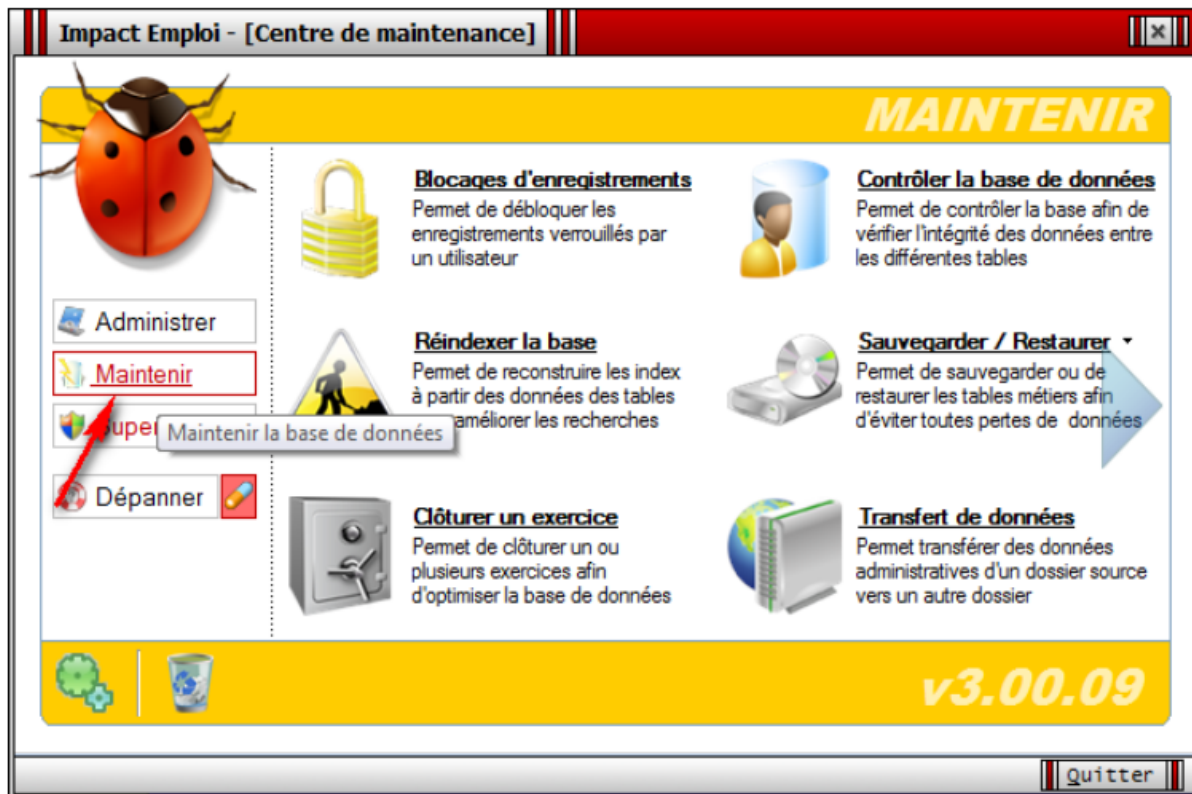 Impact Emploi - [Centre de maintenance]
MAINTENIR
Administrer
Maintenir
Super
Maintenir la base de données
Dépanner
Blocages d'enregistrements
Permet de débloquer les
enregistrements verrouillés par
un utilisateur
Contrôler la base de données
Permet de contrôler la base afin de
vérifier l'intégrité des données entre
les différentes tables
Réindexer la base
Permet de reconstruire les index
à partir des données des tables
améliorer les recherches
Sauvegarder / Restaurer
Permet de sauvegarder ou de
restaurer les tables métiers afin
d'éviter toutes pertes de données
Clôturer un exercice
Permet de clôturer un ou
plusieurs exercices afin
d'optimiser la base de données
Transfert de données
Permet transférer des données
administratives d'un dossier source
vers un autre dossier
v3.00.09
Quitter